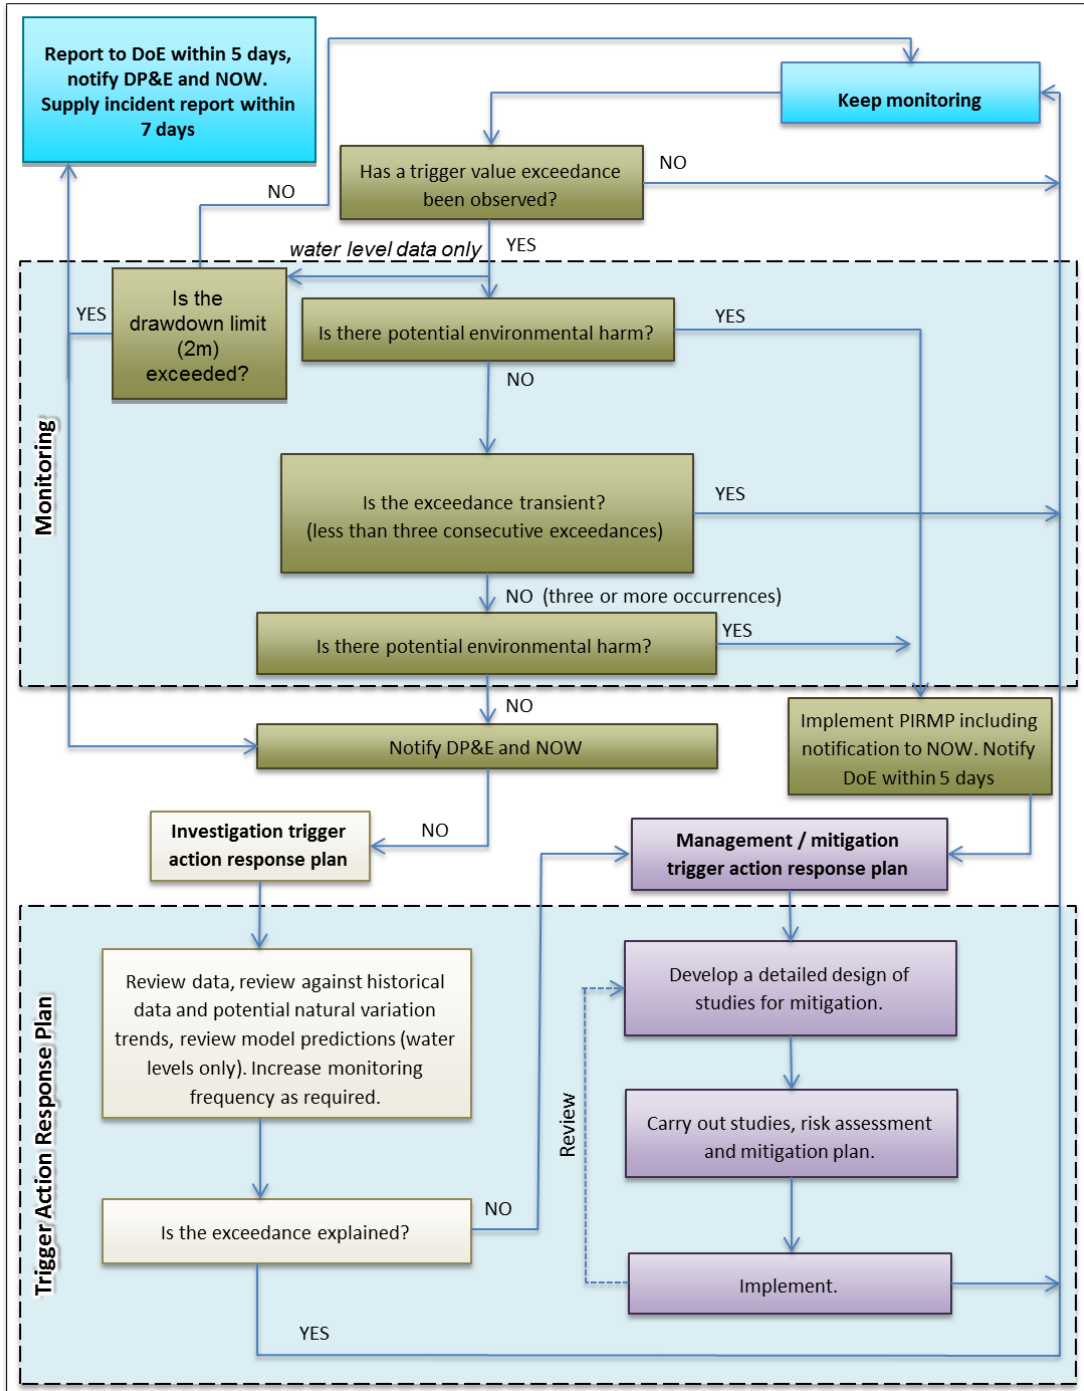 Report to DoE within 5 days,
notify DP&E and NOW.
Supply incident report within
7 days
Keep monitoring
NO
Has a trigger value exceedance
been observed?
NO
water level data only
YES
Is the
drawdown limit
(2m)
exceeded?
YES
Is there potential environmental harm?
YES
NO
Monitoring
Is the exceedance transient?
(less than three consecutive exceedances)
YES
NO (three or more occurrences)
Is there potential environmental harm?
YES
NO
Notify DP&E and NOW
Implement PIRMP including
notification to NOW. Notify
DoE within 5 days
Investigation trigger
action response plan
NO
Management / mitigation
trigger action response plan
Trigger Action Response Plan
Review data, review against historical
data and potential natural variation
trends, review model predictions (water
levels only). Increase monitoring
frequency as required.
Develop a detailed design of
studies for mitigation.
Review
Carry out studies, risk assessment
and mitigation plan.
Is the exceedance explained?
NO
Implement.
YES